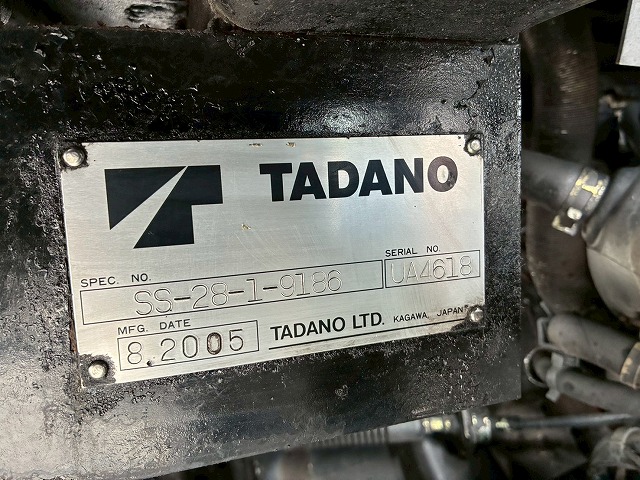 TADANO
SPEC. NO.
SS-28-1-9186
SERIAL NO.
UA4618
MFG. DATE
8.2005
TADANO LTD. KAGAWA, JAPAN